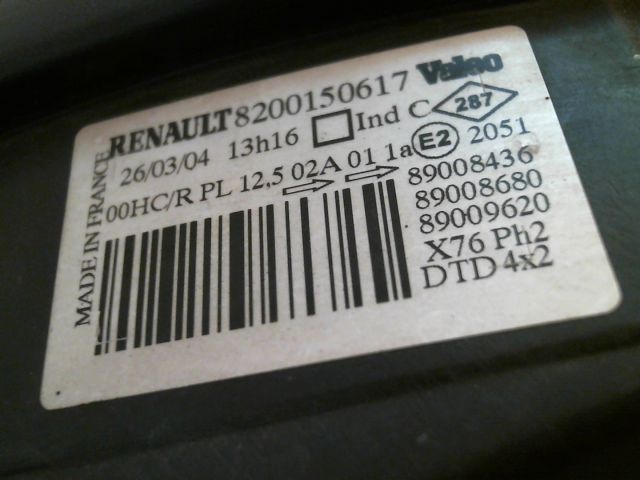 RENAULT 8200150617 Valeo
26/03/04 13h16 Ind C 287
00HC/R PL 12,5 02A 01 1a E2 2051
89008436
89008680
89009620
X76 Ph2
DTD 4x2
MADE IN FRANCE